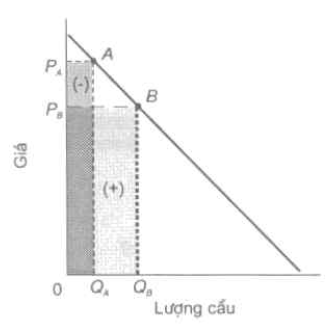 A
P_A
(-)
B
P_B
Giá
(+)
0
Q_A
Q_B
Lượng cầu